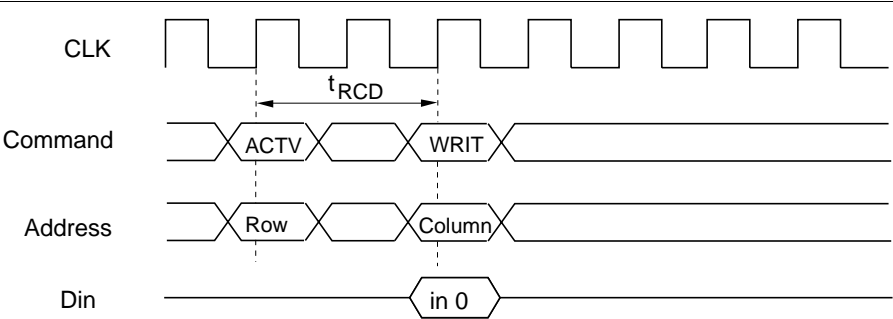 CLK
tRCD
Command
ACTV
WRIT
Address
Row
Column
Din
in 0